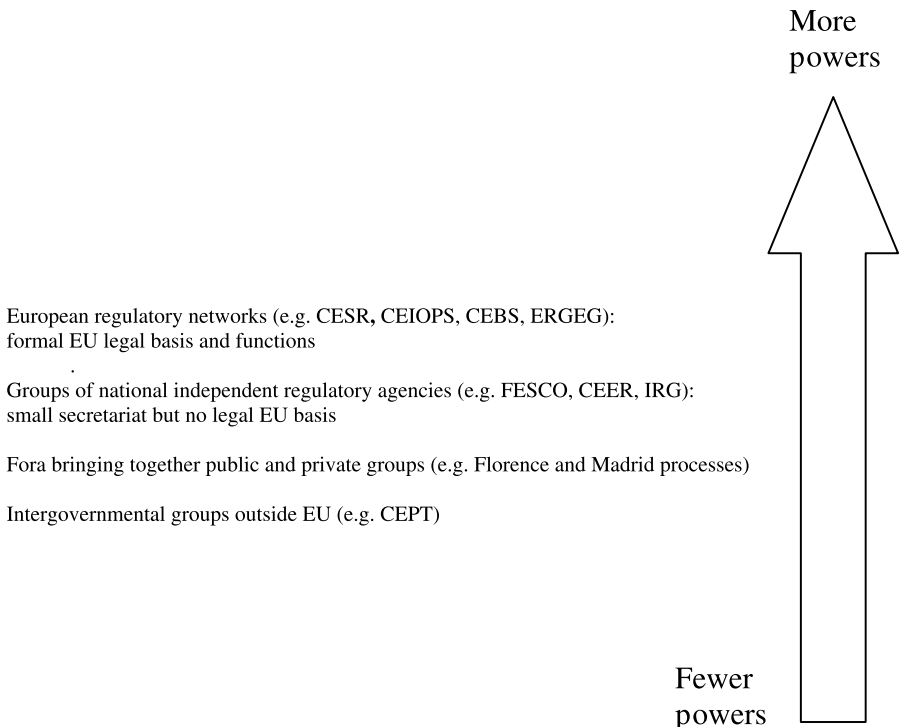 More
powers
European regulatory networks (e.g. CESR, CEIOPS, CEBS, ERGEG):
formal EU legal basis and functions
.
Groups of national independent regulatory agencies (e.g. FESCO, CEER, IRG):
small secretariat but no legal EU basis
Fora bringing together public and private groups (e.g. Florence and Madrid processes)
Intergovernmental groups outside EU (e.g. CEPT)
Fewer
powers